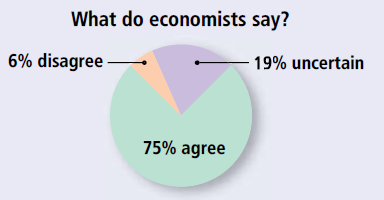 What do economists say?
6% disagree
19% uncertain
75% agree